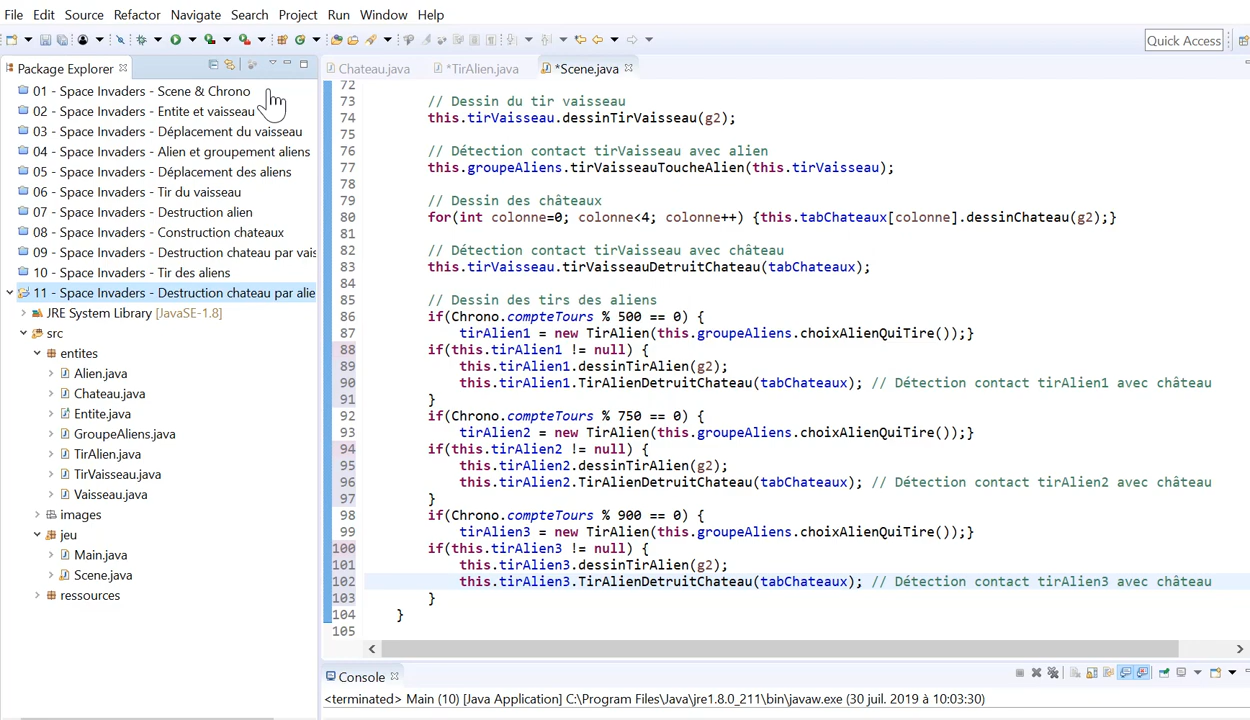 File Edit Source Refactor Navigate Search Project Run Window Help
Quick Access
Package Explorer
01 - Space Invaders - Scene & Chrono
02 - Space Invaders - Entite et vaisseau
03 - Space Invaders - Déplacement du vaisseau
04 - Space Invaders - Alien et groupement aliens
05 - Space Invaders - Déplacement des aliens
06 - Space Invaders - Tir du vaisseau
07 - Space Invaders - Destruction alien
08 - Space Invaders - Construction chateaux
09 - Space Invaders - Destruction chateau par vais
10 - Space Invaders - Tir des aliens
11 - Space Invaders - Destruction chateau par alie
JRE System Library [JavaSE-1.8]
src
entites
Alien.java
Chateau.java
Entite.java
GroupeAliens.java
TirAlien.java
TirVaisseau.java
Vaisseau.java
images
jeu
Main.java
Scene.java
ressources
Chateau.java *TirAlien.java *Scene.java
72
73 // Dessin du tir vaisseau
74 this.tirVaisseau.dessinTirVaisseau(g2);
75
76 // Détection contact tirVaisseau avec alien
77 this.groupeAliens.tirVaisseauToucheAlien(this.tirVaisseau);
78
79 // Dessin des châteaux
80 for(int colonne=0; colonne<4; colonne++) {this.tabChateaux[colonne].dessinChateau(g2);}
81
82 // Détection contact tirVaisseau avec château
83 this.tirVaisseau.tirVaisseauDetruitChateau(tabChateaux);
84
85 // Dessin des tirs des aliens
86 if(Chrono.compteTours % 500 == 0) {
87 tirAlien1 = new TirAlien(this.groupeAliens.choixAlienQuiTire());}
88 if(this.tirAlien1 != null) {
89 this.tirAlien1.dessinTirAlien(g2);
90 this.tirAlien1.TirAlienDetruitChateau(tabChateaux); // Détection contact tirAlien1 avec château
91 }
92 if(Chrono.compteTours % 750 == 0) {
93 tirAlien2 = new TirAlien(this.groupeAliens.choixAlienQuiTire());}
94 if(this.tirAlien2 != null) {
95 this.tirAlien2.dessinTirAlien(g2);
96 this.tirAlien2.TirAlienDetruitChateau(tabChateaux); // Détection contact tirAlien2 avec château
97 }
98 if(Chrono.compteTours % 900 == 0) {
99 tirAlien3 = new TirAlien(this.groupeAliens.choixAlienQuiTire());}
100 if(this.tirAlien3 != null) {
101 this.tirAlien3.dessinTirAlien(g2);
102 this.tirAlien3.TirAlienDetruitChateau(tabChateaux); // Détection contact tirAlien3 avec château
103 }
104 }
105
Console
<terminated> Main (10) [Java Application] C:\Program Files\Java\jre1.8.0_211\bin\javaw.exe (30 juil. 2019 à 10:03:30)